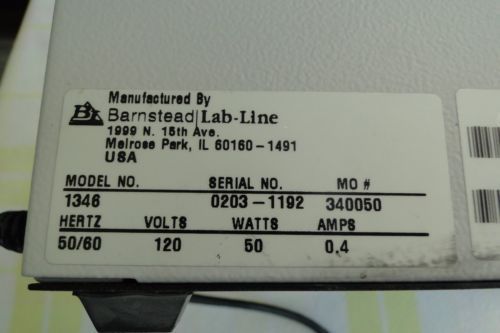 Manufactured By
Barnstead|Lab-Line
1999 N. 15th Ave.
Melrose Park, IL 60160-1491
USA
MODEL NO. SERIAL NO. MO #
1346 0203-1192 340050
HERTZ VOLTS WATTS AMPS
50/60 120 50 0.4